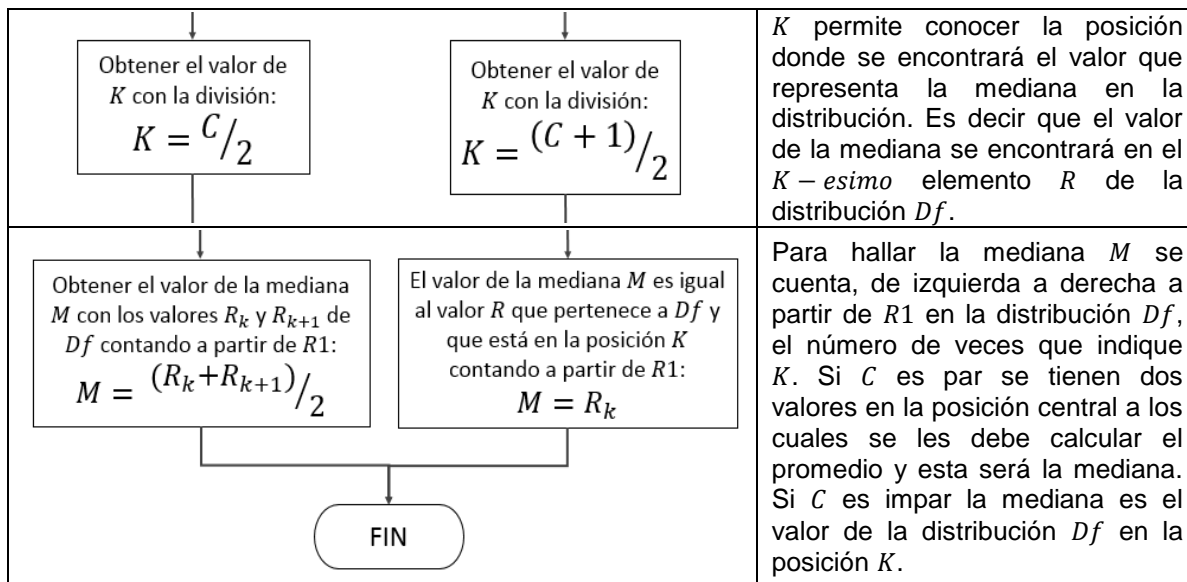 Obtener el valor de
K con la división:
K = C/2
Obtener el valor de
K con la división:
K = (C + 1)/2
K permite conocer la posición
donde se encontrará el valor que
representa la mediana en la
distribución. Es decir que el valor
de la mediana se encontrará en el
K − esimo elemento R de la
distribución Df.
Obtener el valor de la mediana
M con los valores Rₖ y Rₖ₊₁ de
Df contando a partir de R1:
M = (Rₖ+Rₖ₊₁)/2
El valor de la mediana M es igual
al valor R que pertenece a Df y
que está en la posición K
contando a partir de R1:
M = Rₖ
FIN
Para hallar la mediana M se
cuenta, de izquierda a derecha a
partir de R1 en la distribución Df,
el número de veces que indique
K. Si C es par se tienen dos
valores en la posición central a los
cuales se les debe calcular el
promedio y esta será la mediana.
Si C es impar la mediana es el
valor de la distribución Df en la
posición K.